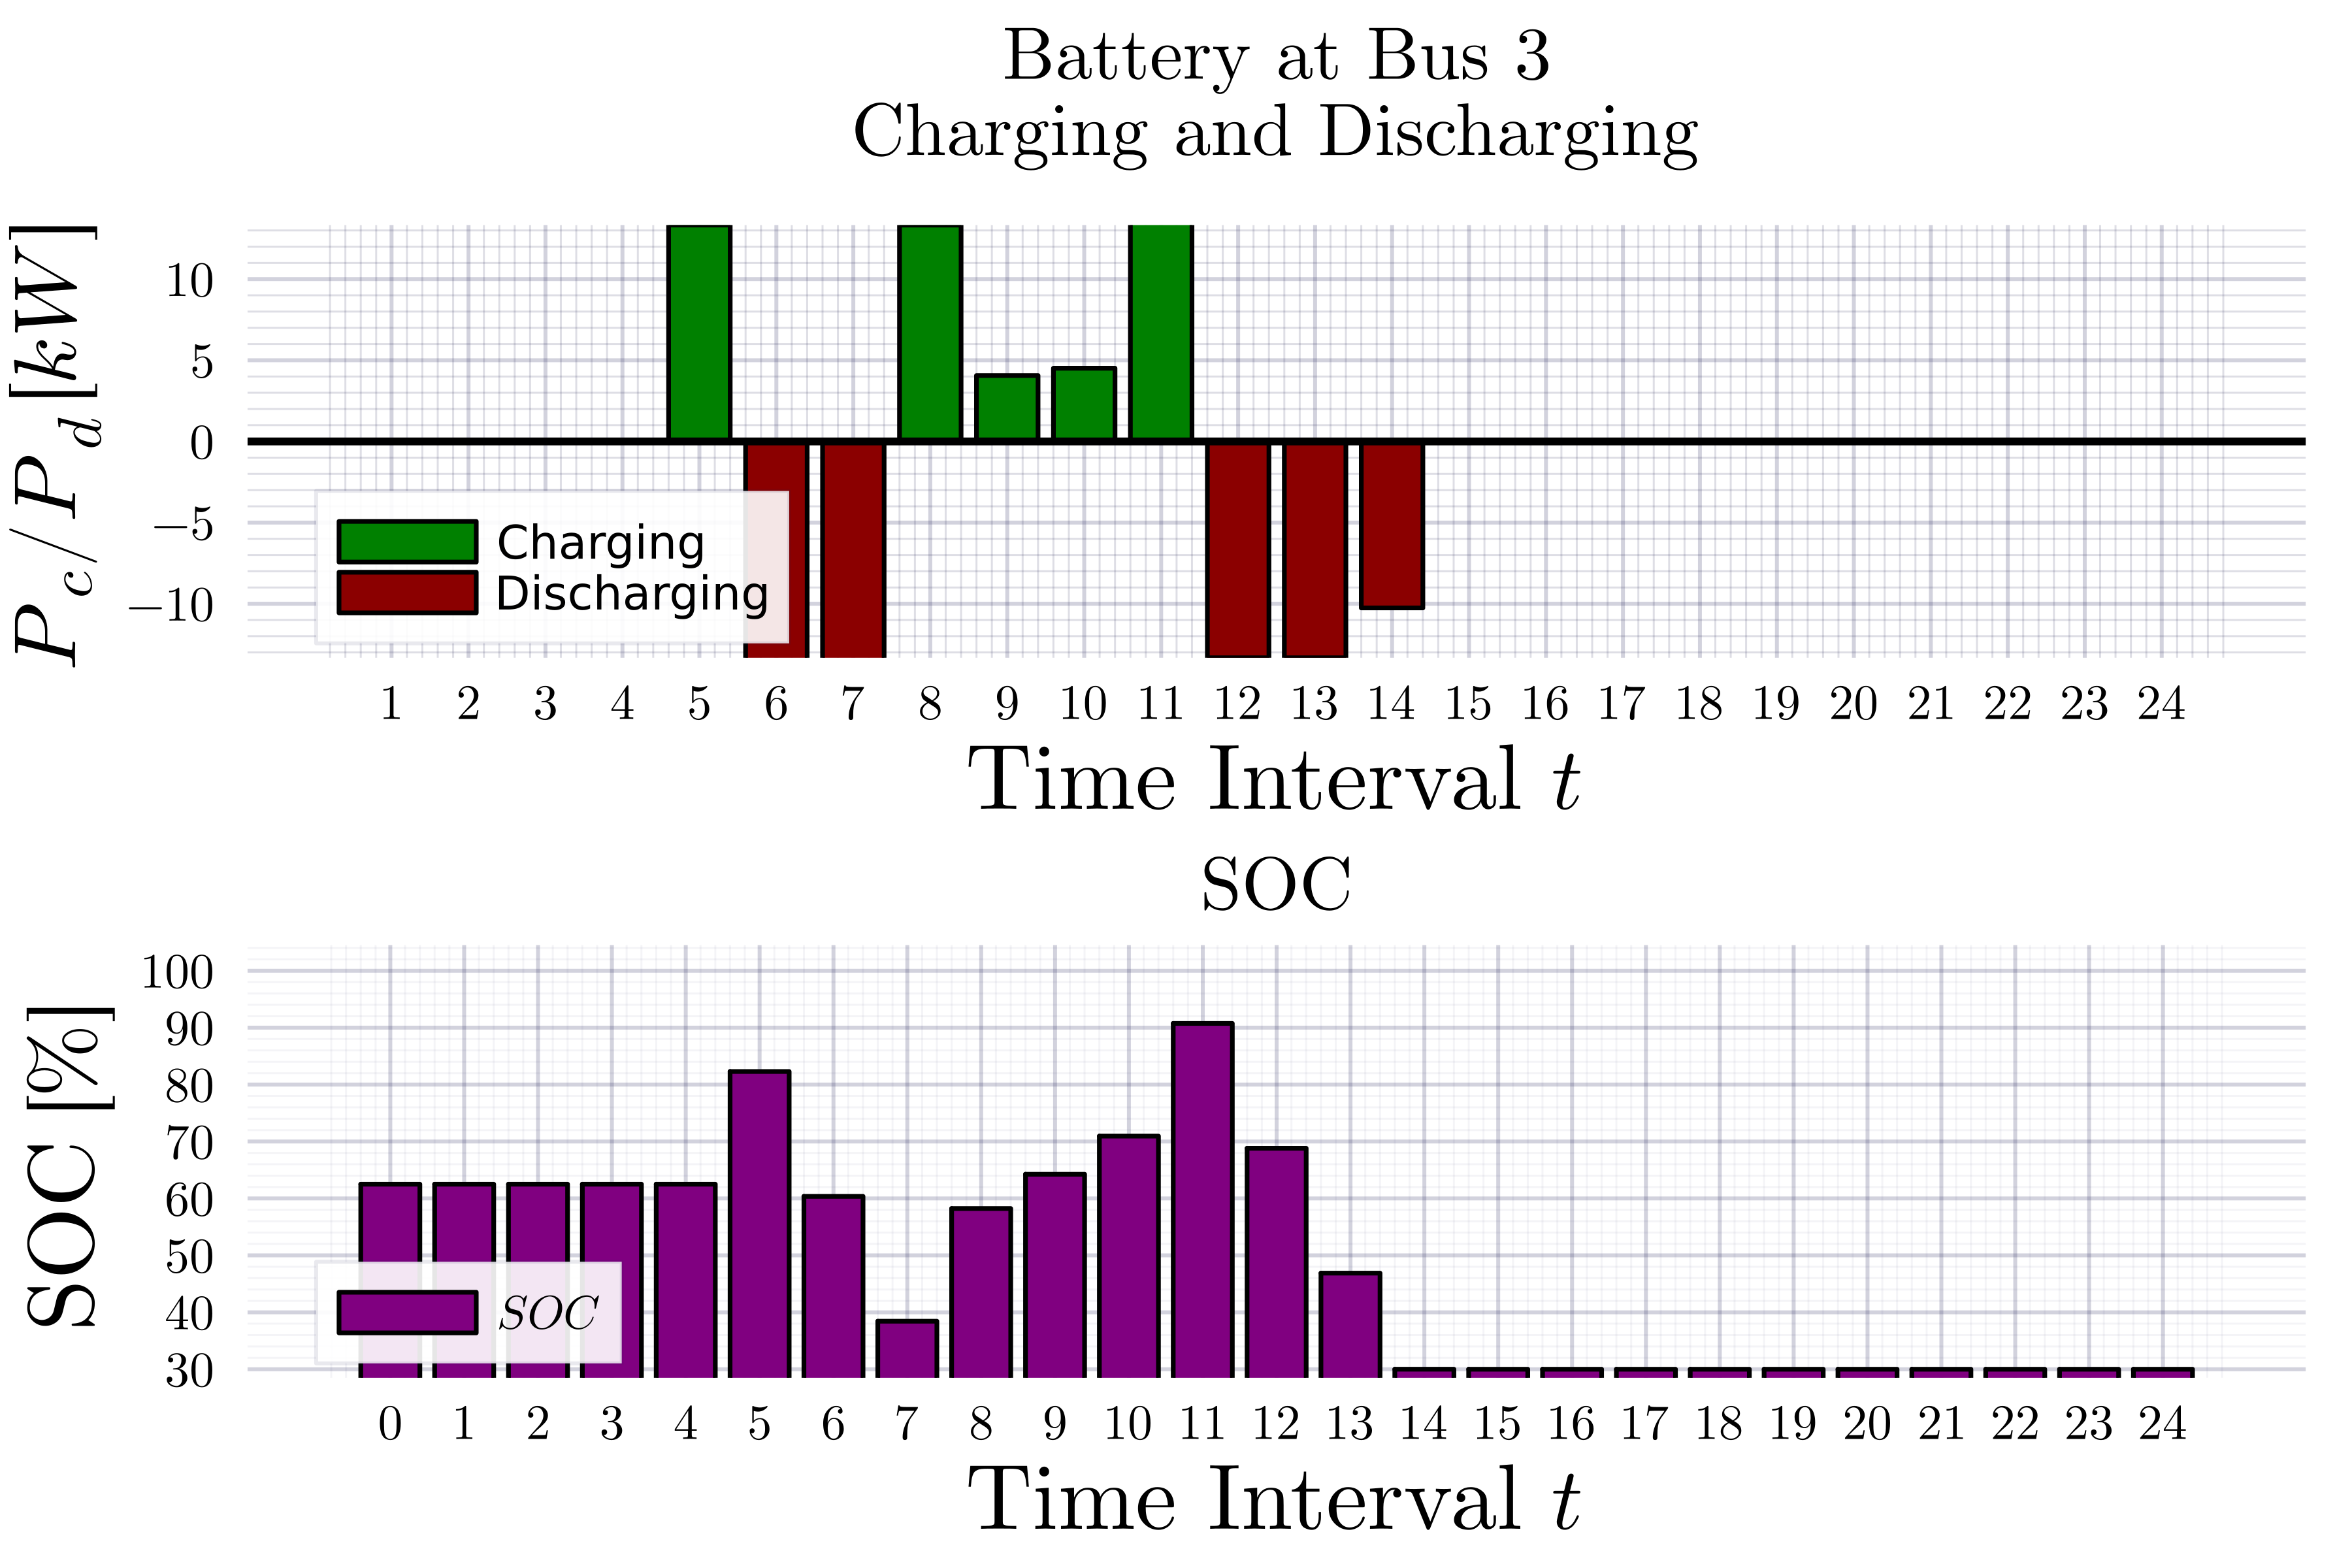 Battery at Bus 3
Charging and Discharging
P_c/P_d [kW]
10
5
0
−5
−10
Charging
Discharging
1 2 3 4 5 6 7 8 9 10 11 12 13 14 15 16 17 18 19 20 21 22 23 24
Time Interval t
SOC
SOC [%]
100
90
80
70
60
50
40
30
SOC
0 1 2 3 4 5 6 7 8 9 10 11 12 13 14 15 16 17 18 19 20 21 22 23 24
Time Interval t